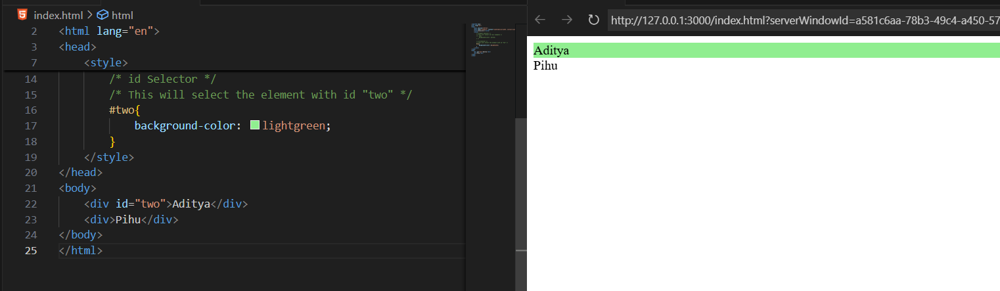 index.html > html
2 <html lang="en">
3 <head>
7 <style>
14 /* id Selector */
15 /* This will select the element with id "two" */
16 #two{
17 background-color: lightgreen;
18 }
19 </style>
20 </head>
21 <body>
22 <div id="two">Aditya</div>
23 <div>Pihu</div>
24 </body>
25 </html>
http://127.0.0.1:3000/index.html?serverWindowId=a581c6aa-78b3-49c4-a450-57
Aditya
Pihu